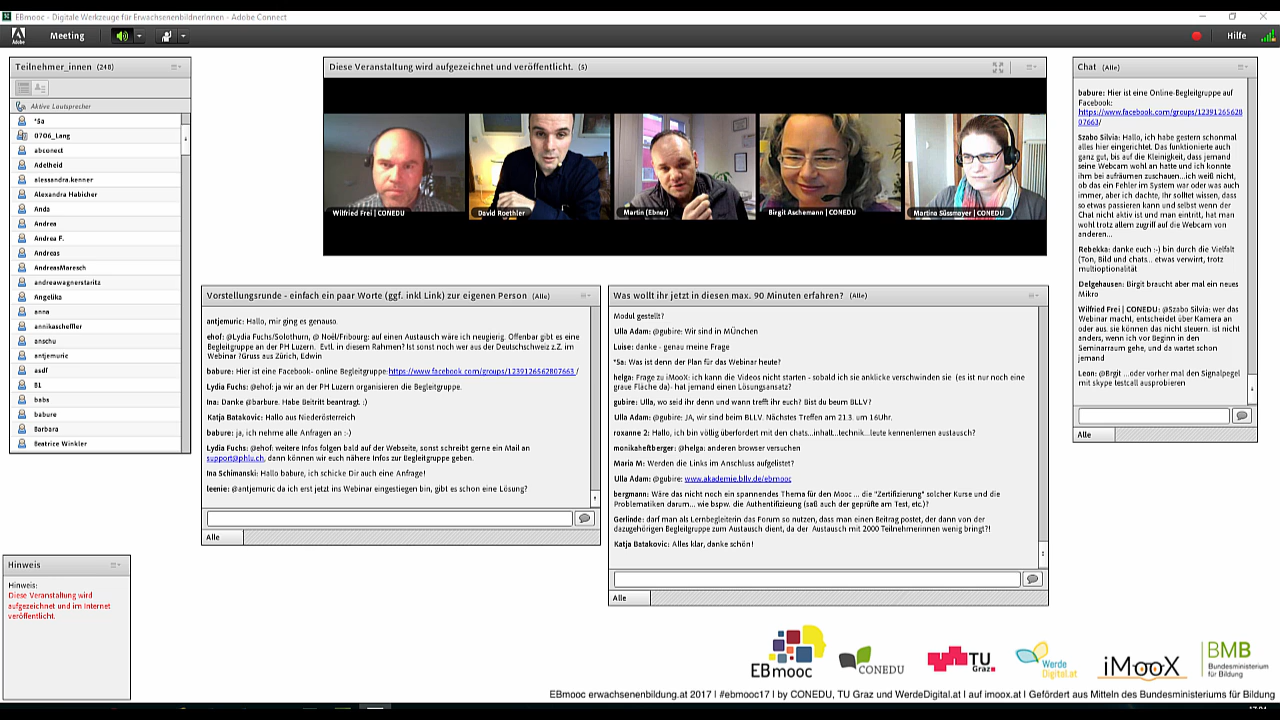 EBmooc - Digitale Werkzeuge für ErwachsenenbildnerInnen - Adobe Connect
Adobe
Meeting
Hilfe
Teilnehmer_innen (248)
Aktive Lautsprecher
*Sa
0706_Lang
abconect
Adelheid
alessandra.kenner
Alexandra Habicher
Anda
Andrea
Andrea F.
Andreas
AndreasMaresch
andreawagnerstaritz
Angelika
anna
annikascheffler
anschu
antjemuric
asdf
B1
babs
babure
Barbara
Beatrice Winkler
Diese Veranstaltung wird aufgezeichnet und veröffentlicht. (5)
Wilfried Frei | CONEDU
David Roethler
Martin (Ebner)
Birgit Aschemann | CONEDU
Martina Süssmayer | CONEDU
Chat (Alle)
babure: Hier ist eine Online-Begleitgruppe auf
Facebook:
https://www.facebook.com/groups/12391265628
07663/
Szabo Silvia: Hallo, ich habe gestern schonmal
alles hier eingerichtet. Das funktionierte auch
ganz gut, bis auf die Kleinigkeit, dass jemand
seine Webcam wohl an hatte und ich konnte
ihm bei aufräumen zuschauen...ich weiß nicht,
ob das ein Fehler im System war oder was auch
immer, aber ich dachte, ihr solltet wissen, dass
so etwas passieren kann und selbst wenn der
Chat nicht aktiv ist und man eintritt, hat man
wohl trotz allem zugriff auf die Webcam von
anderen...
Rebekka: danke euch :-) bin durch die Vielfalt
(Ton, Bild und chats... etwas verwirrt, trotz
multioptionalität
Delgehausen: Birgit braucht aber mal ein neues
Mikro
Wilfried Frei | CONEDU: @Szabo Silvia: wer das
Webinar macht, entscheidet über Kamera an
oder aus. sie können das nicht steuern. ist nicht
anders, wenn ich vor Beginn in den
Seminarraum gehe, und da wartet schon
jemand
Lean: @Brgit ...oder vorher mal den Signalpegel
mit skype testcall ausprobieren
Alle
Vorstellungsrunde - einfach ein paar Worte (ggf. inkl Link) zur eigenen Person (Alle)
antjemuric: Hallo, mir ging es genauso.
ehof: @Lydia Fuchs/Solothurn, @ Noël/Fribourg: auf einen Austausch wäre ich neugierig. Offenbar gibt es eine
Begleitgruppe an der PH Luzern. Evtl. in diesem Rahmen? Ist sonst noch wer aus der Deutschschweiz z.Z. im
Webinar ?Gruss aus Zürich, Edwin
babure: Hier ist eine Facebook- online Begleitgruppe:https://www.facebook.com/groups/1239126562807663 /
Lydia Fuchs: @ehof: ja wir an der PH Luzern organisieren die Begleitgruppe.
Ina: Danke @barbure. Habe Beitritt beantragt. :)
Katja Batakovic: Hallo aus Niederösterreich
babure: ja, ich nehme alle Anfragen an :-)
Lydia Fuchs: @ehof: weitere Infos folgen bald auf der Webseite, sonst schreibt gerne ein Mail an
support@phlu.ch, dann können wir euch nähere Infos zur Begleitgruppe geben.
Ina Schimanski: Hallo babure, ich schicke Dir auch eine Anfrage!
leenie: @antjemuric da ich erst jetzt ins Webinar eingestiegen bin, gibt es schon eine Lösung?
Alle
Was wollt ihr jetzt in diesen max. 90 Minuten erfahren? (Alle)
Modul gestellt?
Ulla Adam: @gubire: Wir sind in MÜnchen
Luise: danke - genau meine Frage
*Sa: Was ist denn der Plan für das Webinar heute?
helga: Frage zu iMooX: ich kann die Videos nicht starten - sobald ich sie anklicke verschwinden sie (es ist nur noch eine
graue Fläche da)- hat jemand einen Lösungsansatz?
gubire: Ulla, wo seid ihr denn und wann trefft ihr euch? Bist du beum BLLV?
Ulla Adam: @gubire: JA, wir sind beim BLLV. Nächstes Treffen am 21.3. um 16Uhr.
roxanne 2: Hallo, ich bin völlig überfordert mit den chats...inhalt...technik...leute kennenlernen austausch?
monikaheftberger: @helga: anderen browser versuchen
Maria M: Werden die Links im Anschluss aufgelistet?
Ulla Adam: @gubire: www.akademie.bllv.de/ebmooc
bergmann: Wäre das nicht noch ein spannendes Thema für den Mooc ... die "Zertifizierung" solcher Kurse und die
Problematiken darum... wie bspw. die Authentifizieung (saß auch der geprüfte am Test, etc.)?
Gerlinde: darf man als Lernbegleiterin das Forum so nutzen, dass man einen Beitrag postet, der dann von der
dazugehörigen Begleitgruppe zum Austausch dient, da der Austausch mit 2000 Teilnehmerinnen wenig bringt?!
Katja Batakovic: Alles klar, danke schön!
Alle
Hinweis
Hinweis:
Diese Veranstaltung wird
aufgezeichnet und im Internet
veröffentlicht.
EBmooc
CONEDU
TU
Graz
Werde
Digital.at
iMooX
BMB
Bundesministerium
für Bildung
EBmooc erwachsenenbildung.at 2017 I #ebmooc17 I by CONEDU, TU Graz und WerdeDigital.at I auf imoox.at I Gefördert aus Mitteln des Bundesministeriums für Bildung